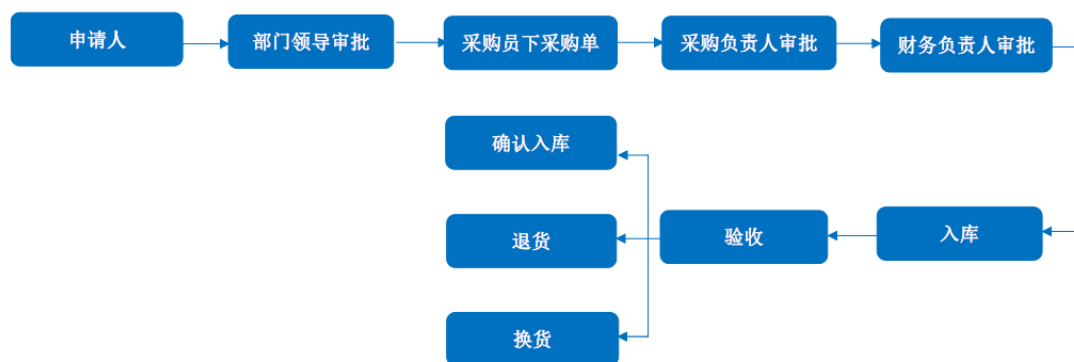 申请人
部门领导审批
采购员下采购单
采购负责人审批
财务负责人审批
确认入库
退货
验收
入库
换货